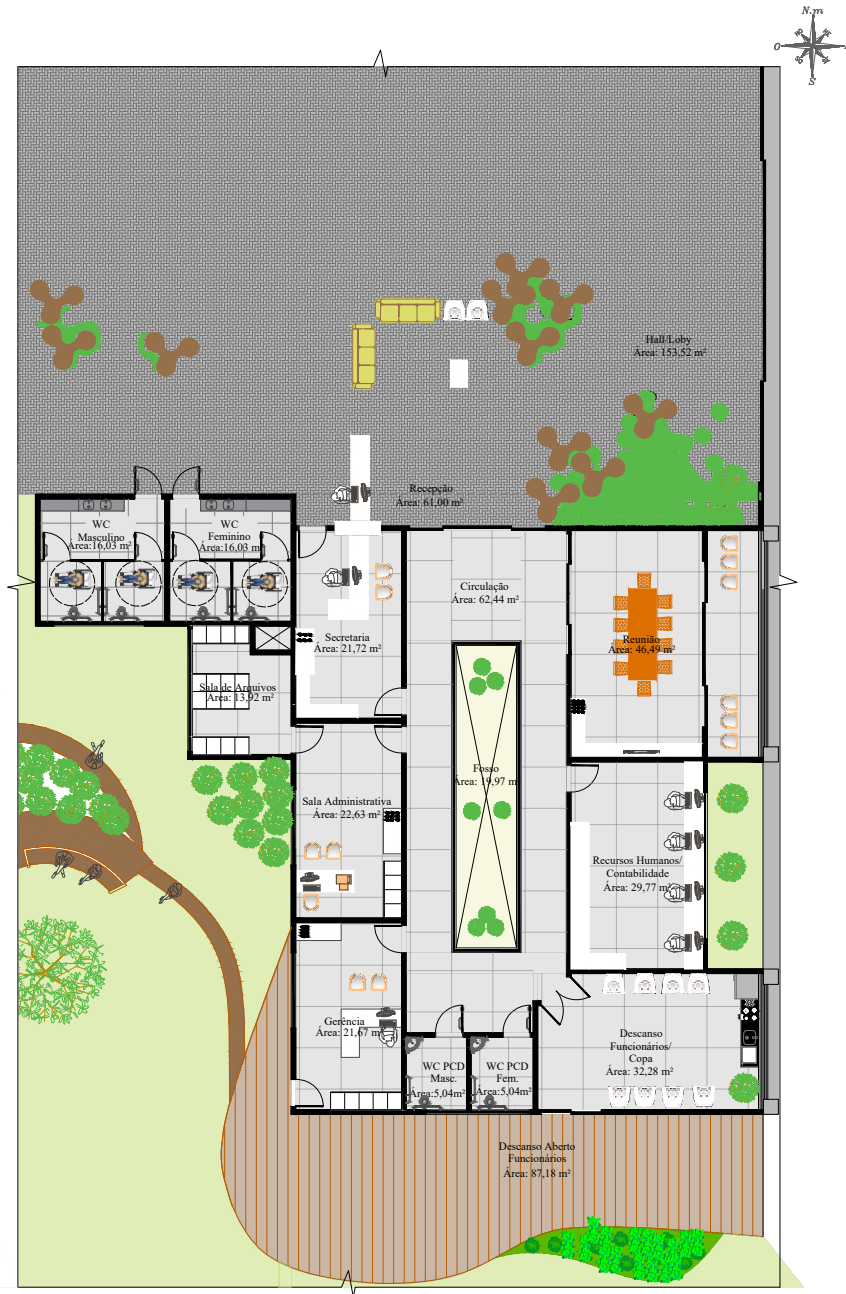 N.m
O
S
Hall/Loby
Área: 153,52 m²
Recepção
Área: 61,00 m²
WC
Masculino
Área:16,03 m²
WC
Feminino
Área:16,03 m²
Circulação
Área: 62,44 m²
Secretaria
Área: 21,72 m²
Reunião
Área: 46,49 m²
Sala de Arquivos
Área: 13,92 m²
Fosso
Área: 19,97 m²
Sala Administrativa
Área: 22,63 m²
Recursos Humanos/
Contabilidade
Área: 29,77 m²
Gerência
Área: 21,67 m²
WC PCD
Masc.
Área:5,04m²
WC PCD
Fem.
Área:5,04m²
Descanso
Funcionários/
Copa
Área: 32,28 m²
Descanso Aberto
Funcionários
Área: 87,18 m²